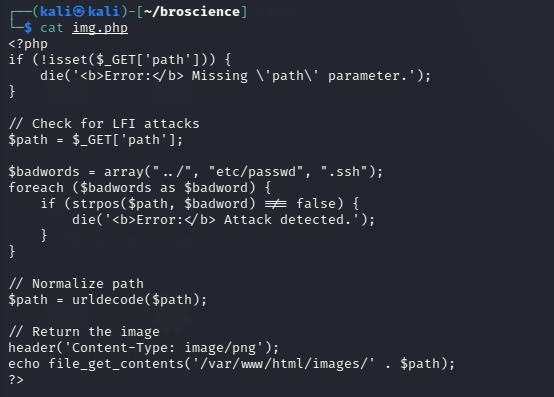 ┌──(kali㉿kali)-[~/broscience]
└─$ cat img.php
<?php
if (!isset($_GET['path'])) {
    die('<b>Error:</b> Missing \'path\' parameter.');
}

// Check for LFI attacks
$path = $_GET['path'];

$badwords = array("../", "etc/passwd", ".ssh");
foreach ($badwords as $badword) {
    if (strpos($path, $badword) !== false) {
        die('<b>Error:</b> Attack detected.');
    }
}

// Normalize path
$path = urldecode($path);

// Return the image
header('Content-Type: image/png');
echo file_get_contents('/var/www/html/images/' . $path);
?>